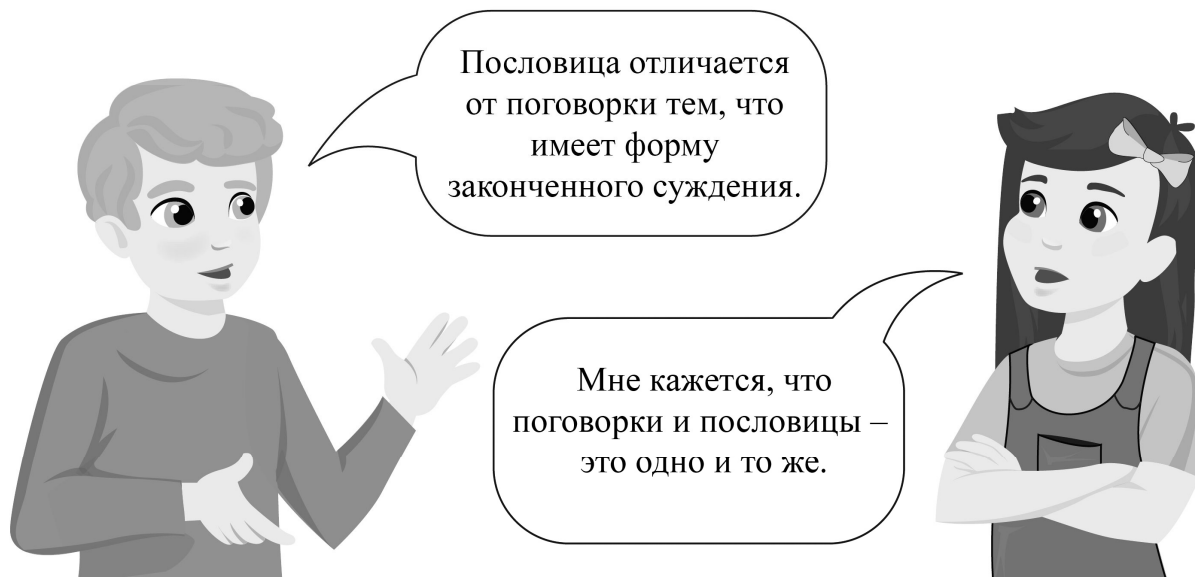 Пословица отличается
от поговорки тем, что
имеет форму
законченного суждения.
Мне кажется, что
поговорки и пословицы –
это одно и то же.